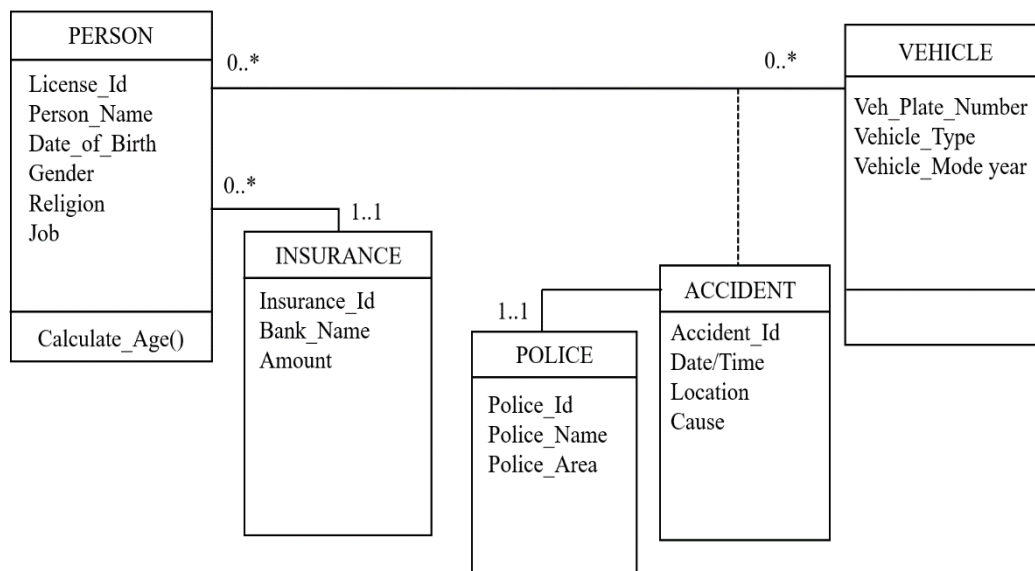 PERSON
License_Id
Person_Name
Date_of_Birth
Gender
Religion
Job
Calculate_Age()
0..*
0..*
VEHICLE
Veh_Plate_Number
Vehicle_Type
Vehicle_Mode year
0..*
1..1
INSURANCE
Insurance_Id
Bank_Name
Amount
1..1
POLICE
Police_Id
Police_Name
Police_Area
ACCIDENT
Accident_Id
Date/Time
Location
Cause